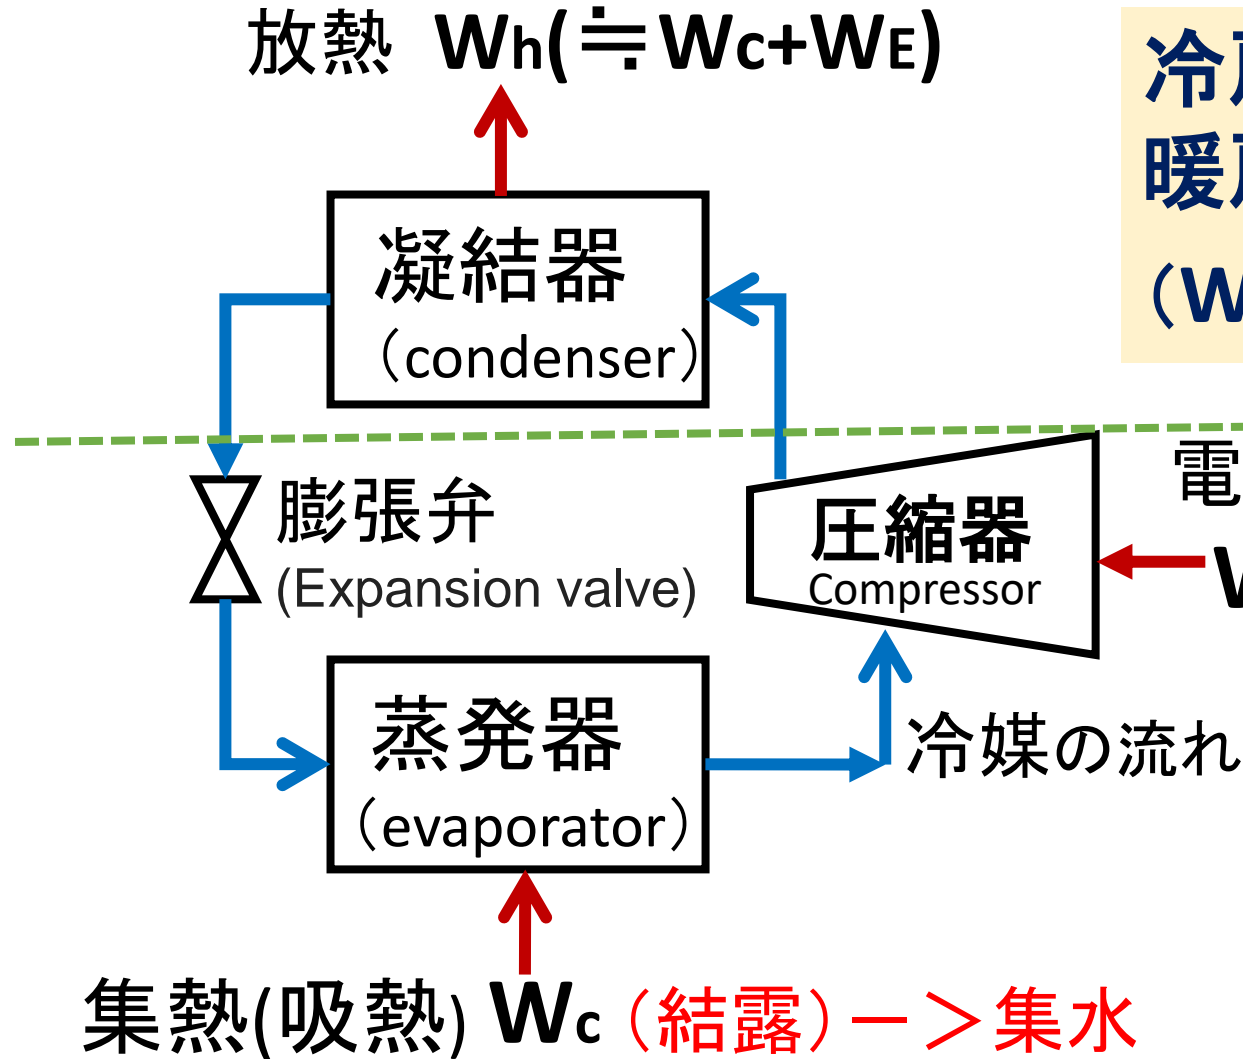 放熱 Wh(≒Wc+WE)
冷
暖
(W
凝結器
（condenser）
電
膨張弁
(Expansion valve)
圧縮器
Compressor
蒸発器
（evaporator）
冷媒の流れ
集熱(吸熱) Wc（結露）－＞集水